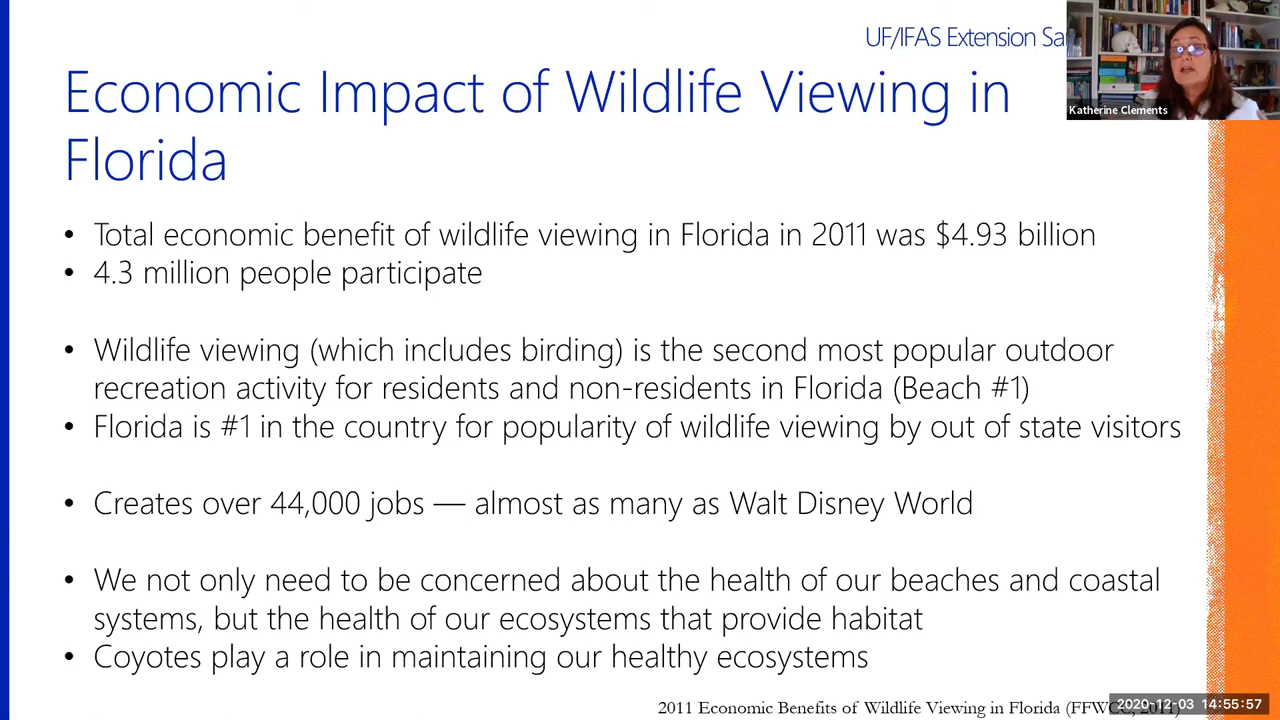 UF/IFAS Extension
Katherine Clements
Economic Impact of Wildlife Viewing in
Florida
• Total economic benefit of wildlife viewing in Florida in 2011 was $4.93 billion
• 4.3 million people participate
• Wildlife viewing (which includes birding) is the second most popular outdoor
recreation activity for residents and non-residents in Florida (Beach #1)
• Florida is #1 in the country for popularity of wildlife viewing by out of state visitors
• Creates over 44,000 jobs — almost as many as Walt Disney World
• We not only need to be concerned about the health of our beaches and coastal
systems, but the health of our ecosystems that provide habitat
• Coyotes play a role in maintaining our healthy ecosystems
2011 Economic Benefits of Wildlife Viewing in Florida
2020-12-03 14:55:57